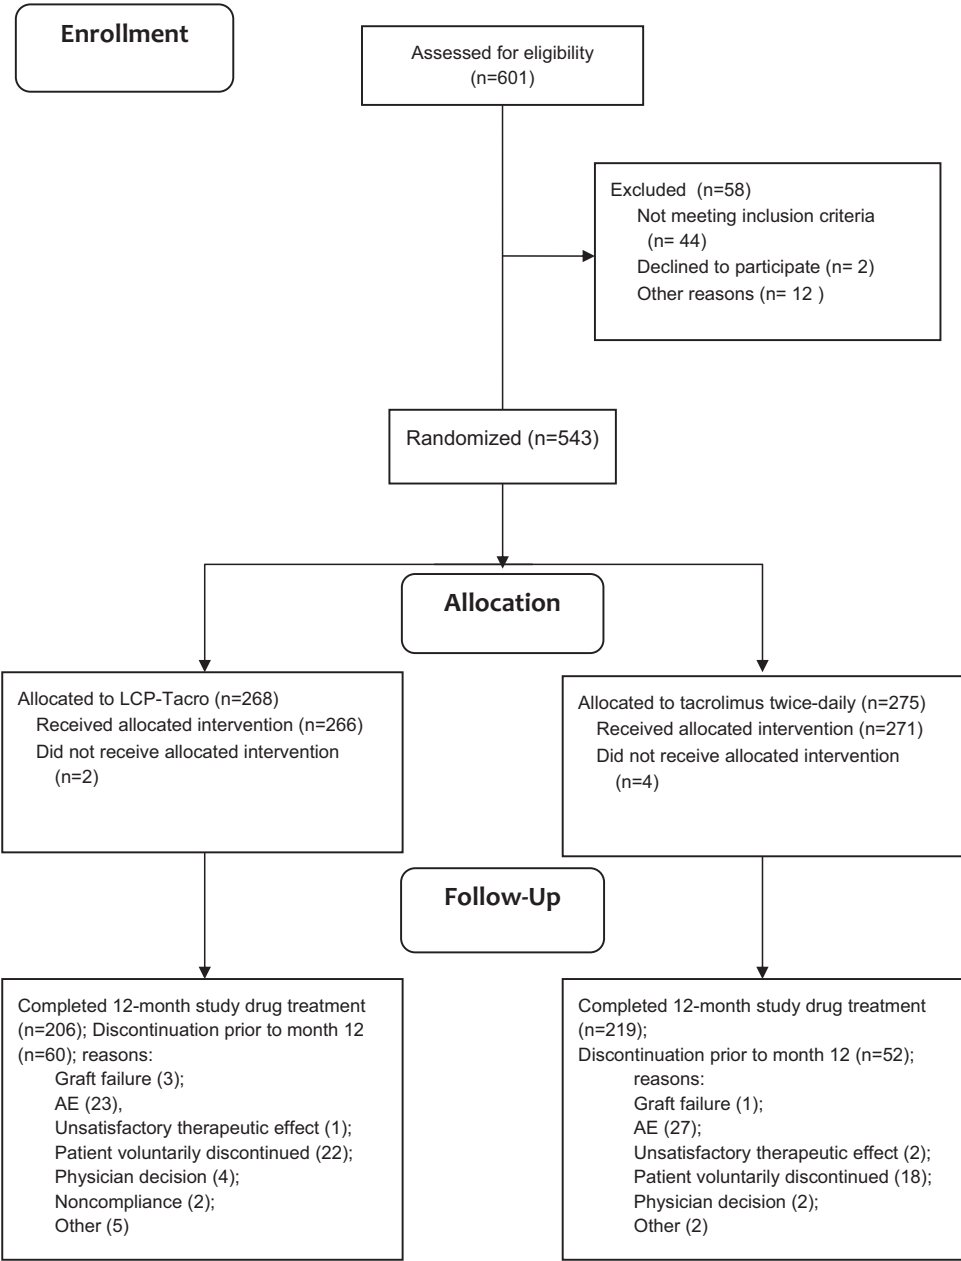 Enrollment
Assessed for eligibility
(n=601)
Excluded (n=58)
Not meeting inclusion criteria
(n= 44)
Declined to participate (n= 2)
Other reasons (n= 12 )
Randomized (n=543)
Allocation
Allocated to LCP-Tacro (n=268)
Received allocated intervention (n=266)
Did not receive allocated intervention
(n=2)
Allocated to tacrolimus twice-daily (n=275)
Received allocated intervention (n=271)
Did not receive allocated intervention
(n=4)
Follow-Up
Completed 12-month study drug treatment
(n=206); Discontinuation prior to month 12
(n=60); reasons:
Graft failure (3);
AE (23),
Unsatisfactory therapeutic effect (1);
Patient voluntarily discontinued (22);
Physician decision (4);
Noncompliance (2);
Other (5)
Completed 12-month study drug treatment
(n=219);
Discontinuation prior to month 12 (n=52);
reasons:
Graft failure (1);
AE (27);
Unsatisfactory therapeutic effect (2);
Patient voluntarily discontinued (18);
Physician decision (2);
Other (2)